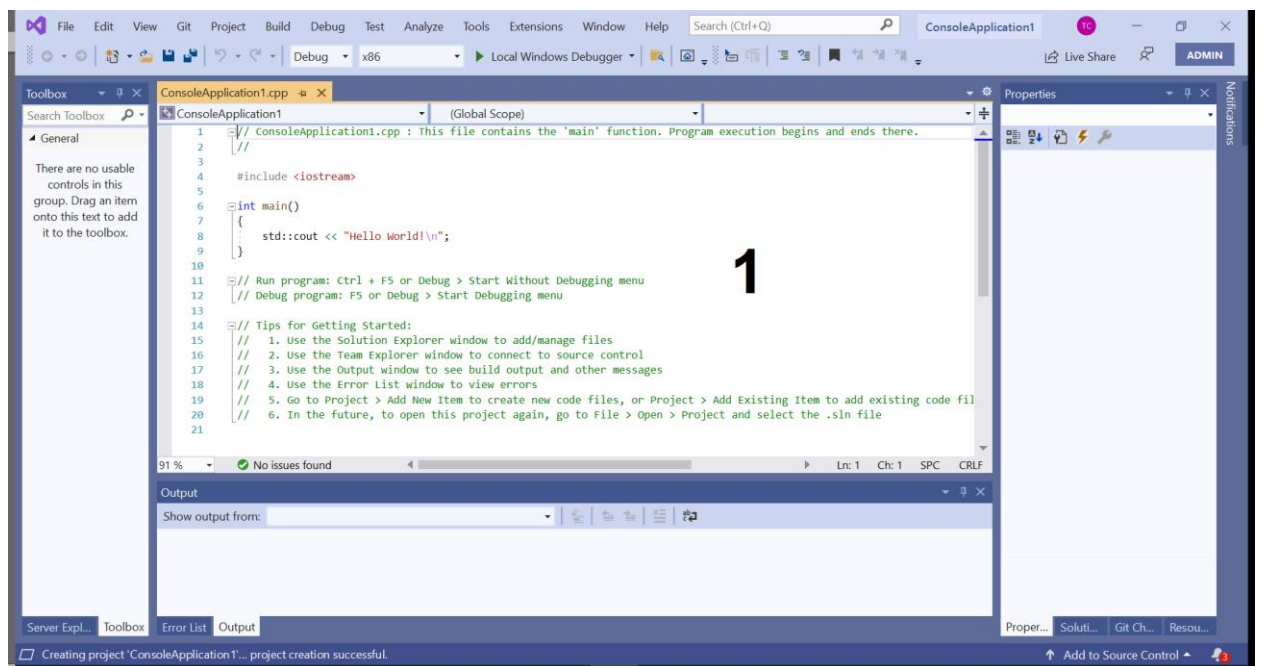 File Edit View Git Project Build Debug Test Analyze Tools Extensions Window Help Search (Ctrl+Q) ConsoleApplication1 TC
Debug x86 Local Windows Debugger Live Share ADMIN
Toolbox
Search Toolbox
General
There are no usable
controls in this
group. Drag an item
onto this text to add
it to the toolbox.
Server Expl... Toolbox
ConsoleApplication1.cpp
ConsoleApplication1 (Global Scope)
1 // ConsoleApplication1.cpp : This file contains the 'main' function. Program execution begins and ends there.
2 //
3
4 #include <iostream>
5
6 int main()
7 {
8 std::cout << "Hello World!\n";
9 }
10
11 // Run program: Ctrl + F5 or Debug > Start Without Debugging menu
12 // Debug program: F5 or Debug > Start Debugging menu
13
14 // Tips for Getting Started:
15 // 1. Use the Solution Explorer window to add/manage files
16 // 2. Use the Team Explorer window to connect to source control
17 // 3. Use the Output window to see build output and other messages
18 // 4. Use the Error List window to view errors
19 // 5. Go to Project > Add New Item to create new code files, or Project > Add Existing Item to add existing code fil
20 // 6. In the future, to open this project again, go to File > Open > Project and select the .sln file
21
1
91 % No issues found Ln: 1 Ch: 1 SPC CRLF
Output
Show output from:
Error List Output
Properties
Proper... Soluti... Git Ch... Resou...
Notifications
Creating project 'ConsoleApplication1'... project creation successful. Add to Source Control 3